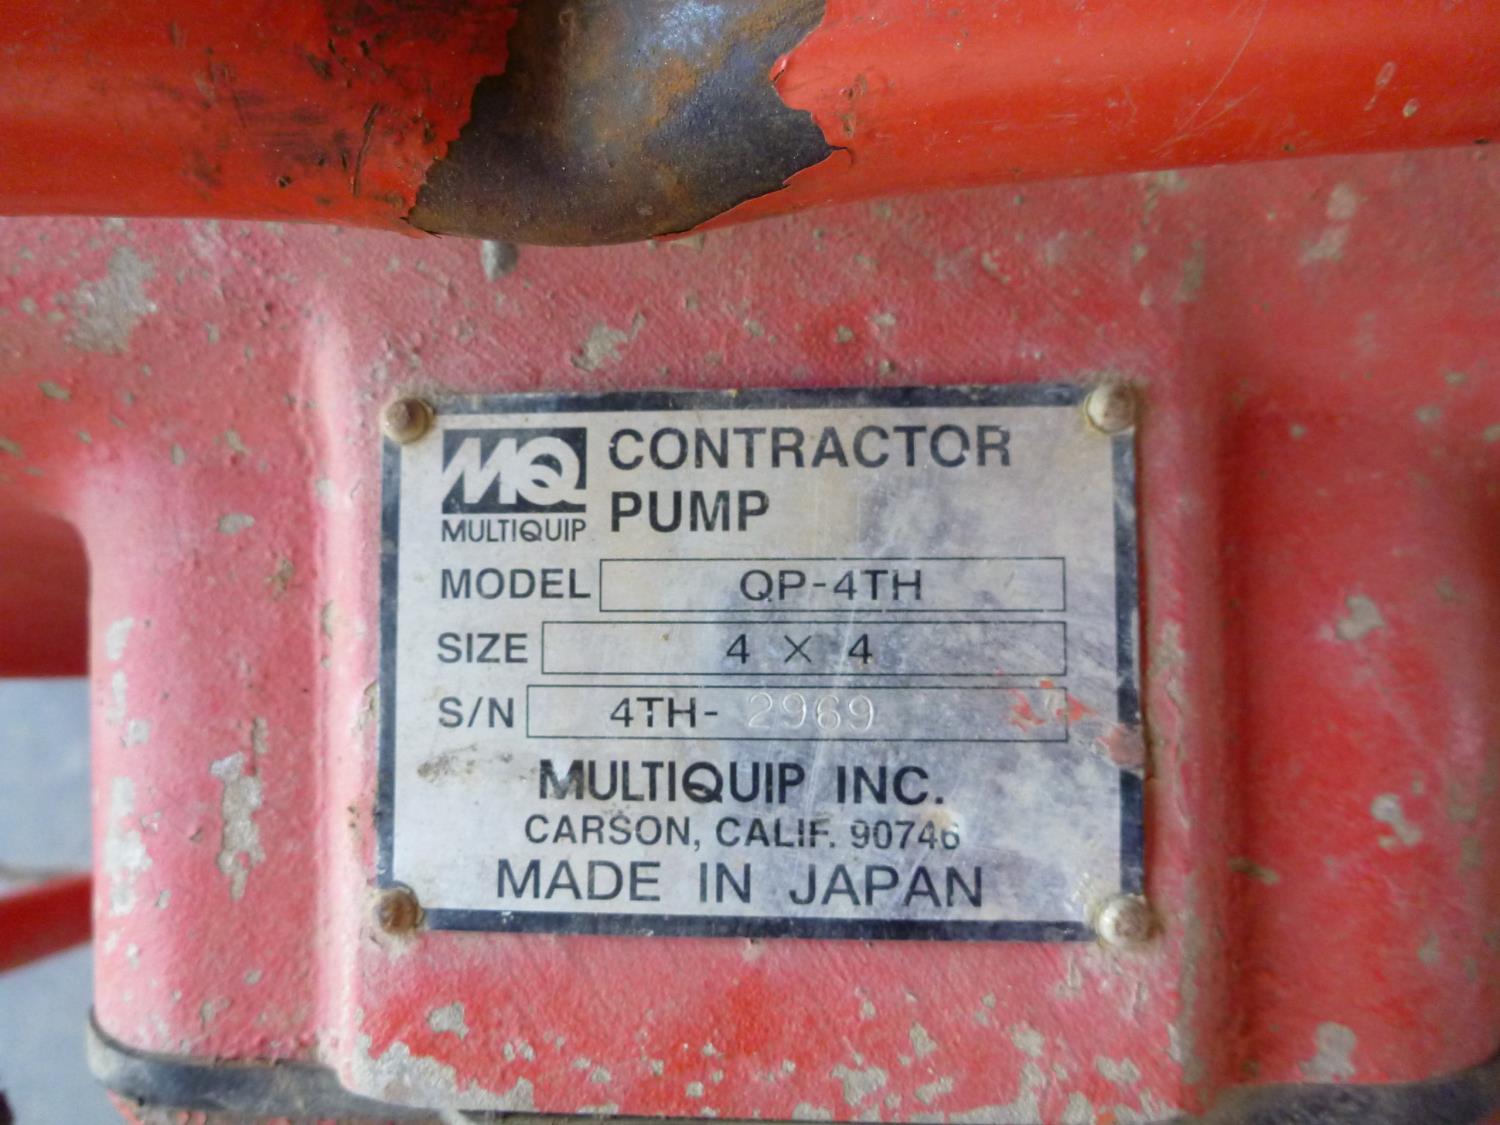 MQ CONTRACTOR
MULTIQUIP PUMP
MODEL QP-4TH
SIZE 4 X 4
S/N 4TH- 2969
MULTIQUIP INC.
CARSON, CALIF. 90746
MADE IN JAPAN